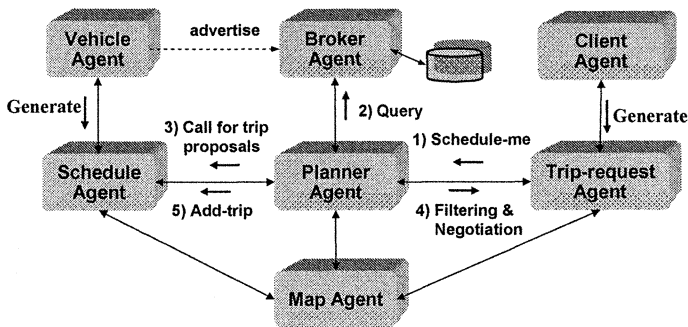 Vehicle
Agent
advertise
Broker
Agent
Client
Agent
Generate
2) Query
Generate
3) Call for trip
proposals
1) Schedule-me
Schedule
Agent
Planner
Agent
Trip-request
Agent
5) Add-trip
4) Filtering &
Negotiation
Map Agent